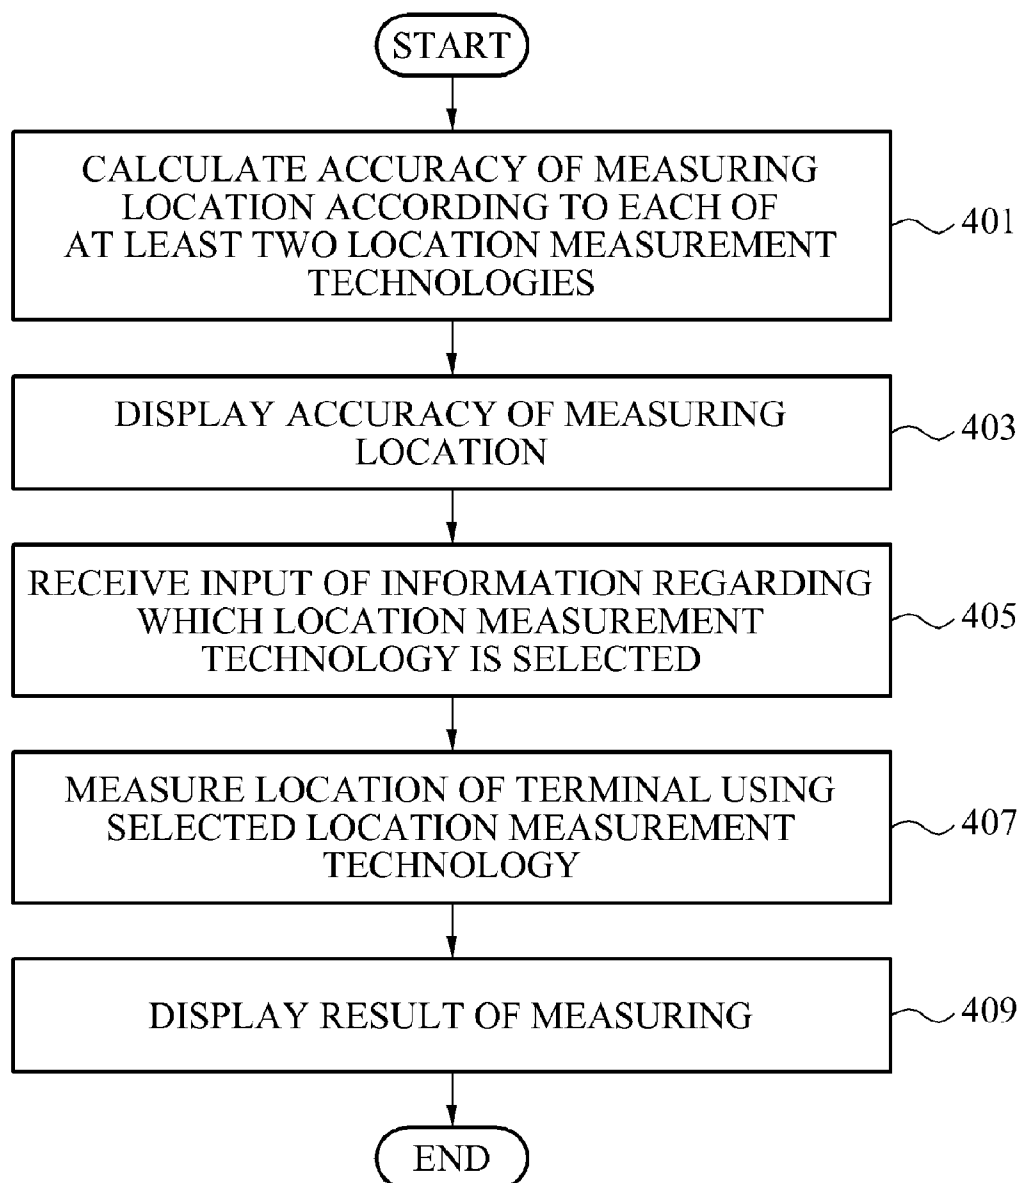 START
CALCULATE ACCURACY OF MEASURING
LOCATION ACCORDING TO EACH OF
AT LEAST TWO LOCATION MEASUREMENT
TECHNOLOGIES
401
DISPLAY ACCURACY OF MEASURING
LOCATION
403
RECEIVE INPUT OF INFORMATION REGARDING
WHICH LOCATION MEASUREMENT
TECHNOLOGY IS SELECTED
405
MEASURE LOCATION OF TERMINAL USING
SELECTED LOCATION MEASUREMENT
TECHNOLOGY
407
DISPLAY RESULT OF MEASURING
409
END